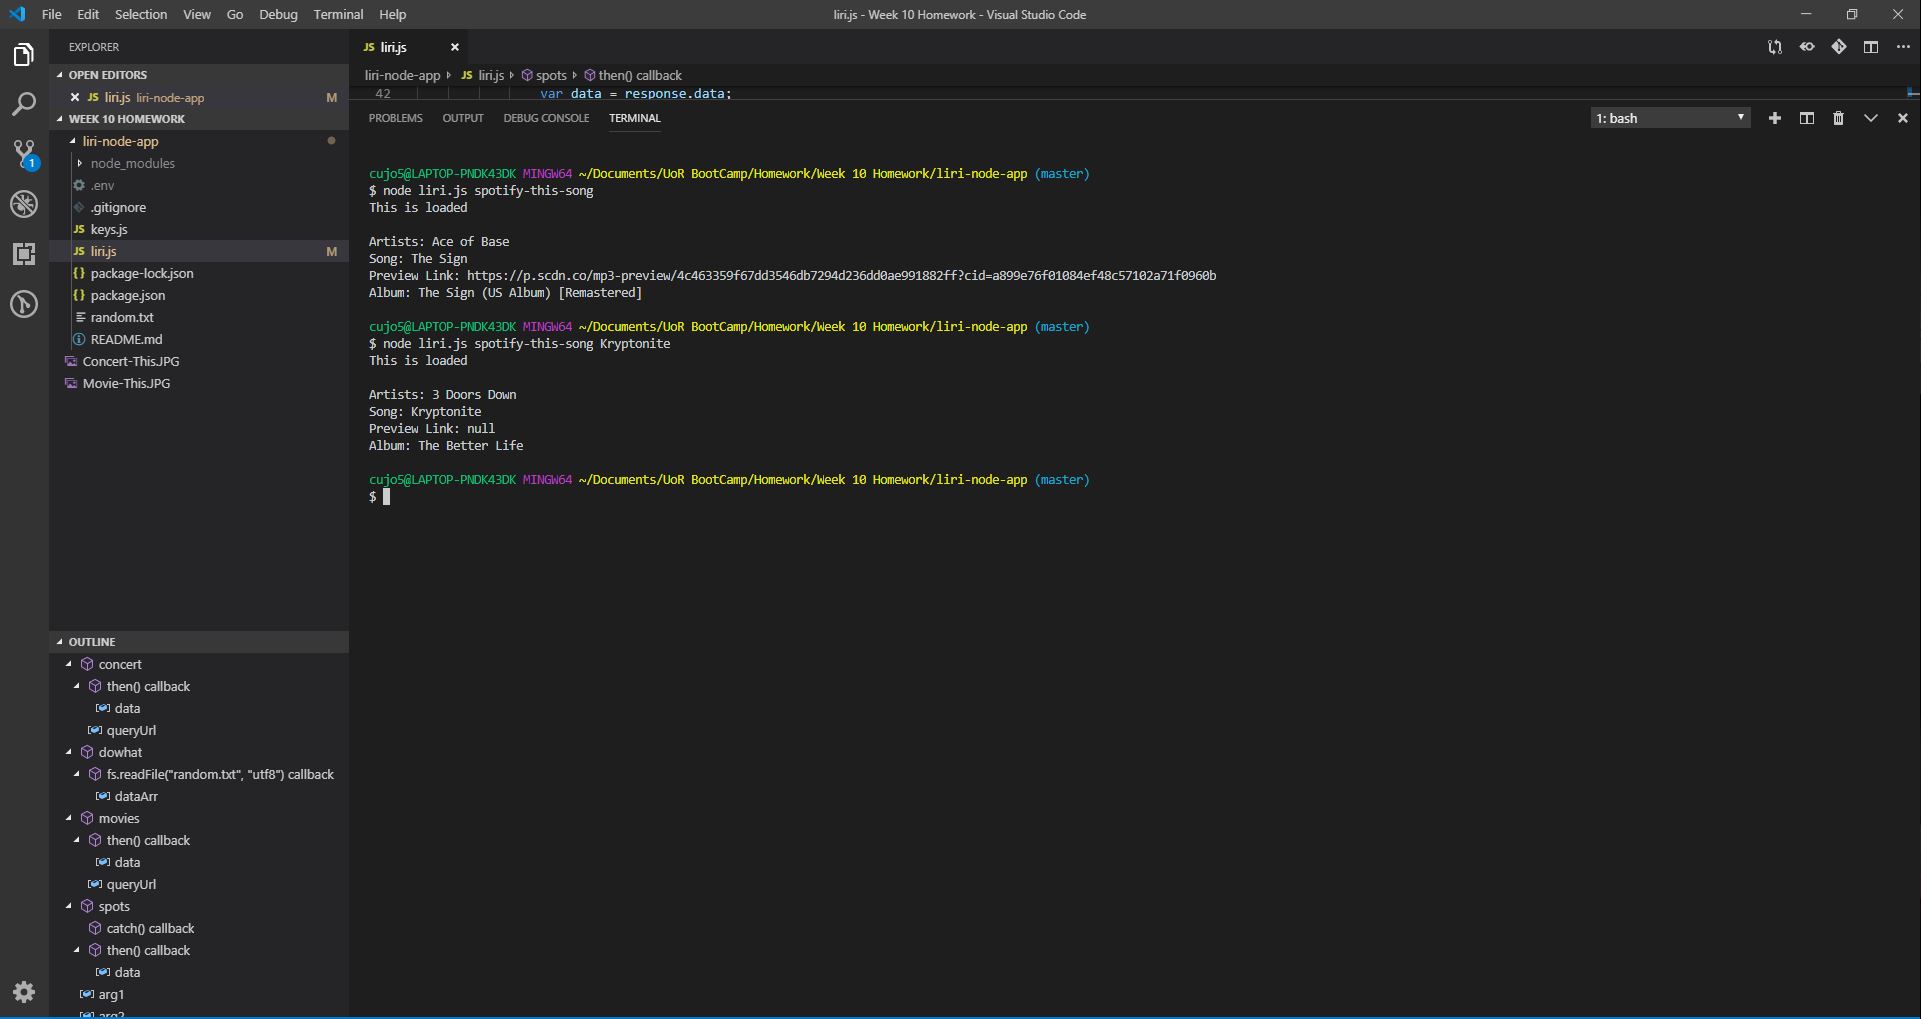 File Edit Selection View Go Debug Terminal Help
liri.js - Week 10 Homework - Visual Studio Code
EXPLORER
OPEN EDITORS
JS liri.js liri-node-app M
WEEK 10 HOMEWORK
liri-node-app
node_modules
.env
.gitignore
JS keys.js
JS liri.js M
{} package-lock.json
{} package.json
random.txt
README.md
Concert-This.JPG
Movie-This.JPG
1
OUTLINE
concert
then() callback
data
queryUrl
dowhat
fs.readFile("random.txt", "utf8") callback
dataArr
movies
then() callback
data
queryUrl
spots
catch() callback
then() callback
data
arg1
arg2
JS liri.js
liri-node-app JS liri.js spots then() callback
42 var data = response.data;
PROBLEMS OUTPUT DEBUG CONSOLE TERMINAL
1: bash
cujo5@LAPTOP-PNDK43DK MINGW64 ~/Documents/UoR BootCamp/Homework/Week 10 Homework/liri-node-app (master)
$ node liri.js spotify-this-song
This is loaded
Artists: Ace of Base
Song: The Sign
Preview Link: https://p.scdn.co/mp3-preview/4c463359f67dd3546db7294d236dd0ae991882ff?cid=a899e76f01084ef48c57102a71f0960b
Album: The Sign (US Album) [Remastered]
cujo5@LAPTOP-PNDK43DK MINGW64 ~/Documents/UoR BootCamp/Homework/Week 10 Homework/liri-node-app (master)
$ node liri.js spotify-this-song Kryptonite
This is loaded
Artists: 3 Doors Down
Song: Kryptonite
Preview Link: null
Album: The Better Life
cujo5@LAPTOP-PNDK43DK MINGW64 ~/Documents/UoR BootCamp/Homework/Week 10 Homework/liri-node-app (master)
$